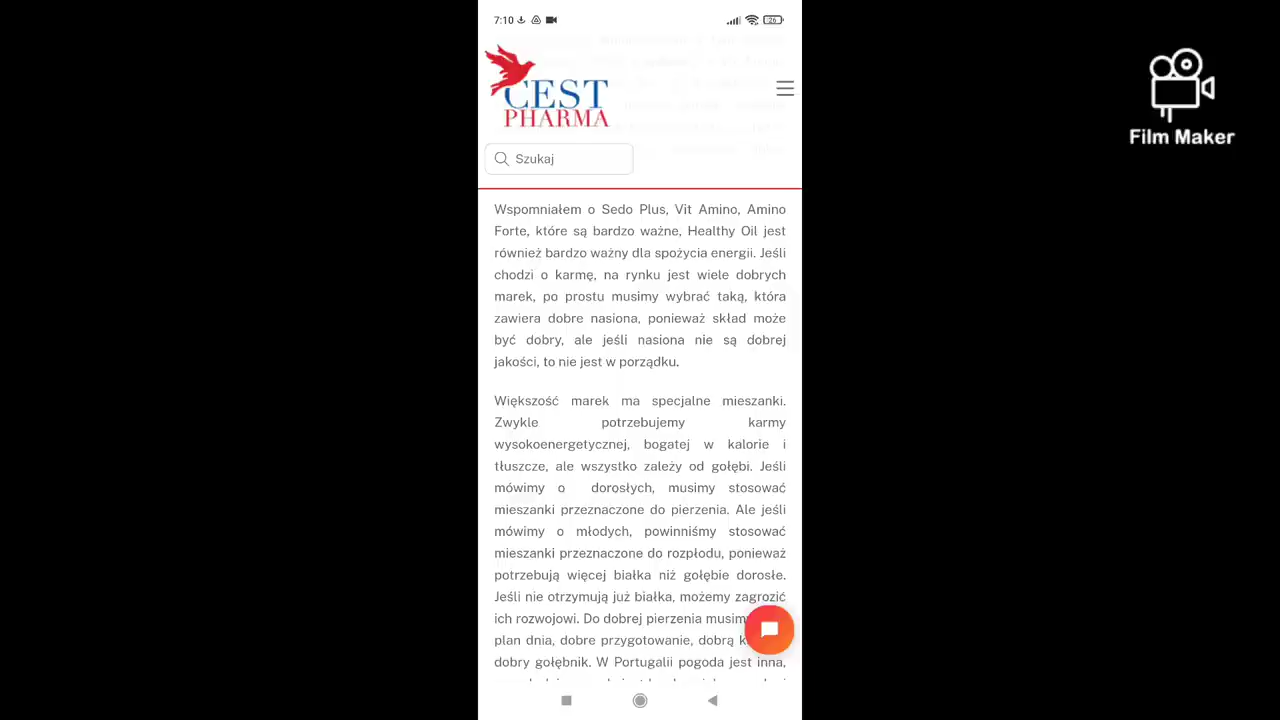 7:10
26
CEST
PHARMA
Szukaj
Film Maker
Wspomniałem o Sedo Plus, Vit Amino, Amino
Forte, które są bardzo ważne, Healthy Oil jest
również bardzo ważny dla spożycia energii. Jeśli
chodzi o karmę, na rynku jest wiele dobrych
marek, po prostu musimy wybrać taką, która
zawiera dobre nasiona, ponieważ skład może
być dobry, ale jeśli nasiona nie są dobrej
jakości, to nie jest w porządku.
Większość marek ma specjalne mieszanki.
Zwykle potrzebujemy karmy
wysokoenergetycznej, bogatej w kalorie i
tłuszcze, ale wszystko zależy od gołębi. Jeśli
mówimy o dorosłych, musimy stosować
mieszanki przeznaczone do pierzenia. Ale jeśli
mówimy o młodych, powinniśmy stosować
mieszanki przeznaczone do rozpłodu, ponieważ
potrzebują więcej białka niż gołębie dorosłe.
Jeśli nie otrzymują już białka, możemy zagrozić
ich rozwojowi. Do dobrej pierzenia musim
plan dnia, dobre przygotowanie, dobrą k
dobry gołębnik. W Portugalii pogoda jest inna,